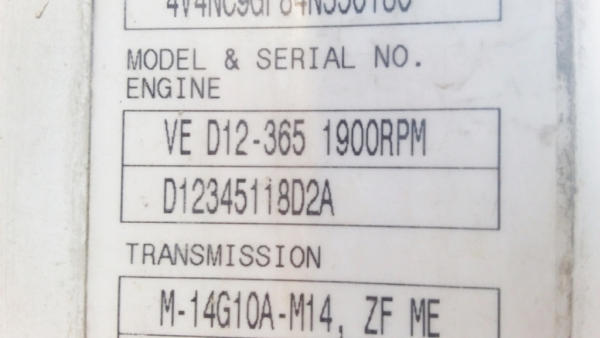 MODEL & SERIAL NO.
ENGINE
VE D12-365 1900RPM
D12345118D2A
TRANSMISSION
M-14G10A-M14, ZF ME